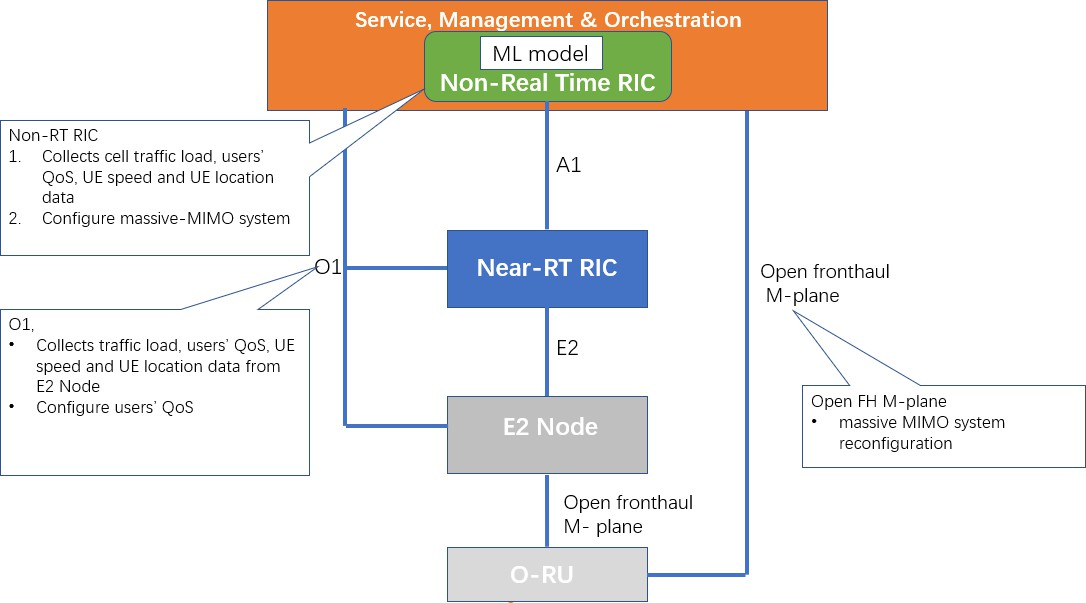 Service, Management & Orchestration
ML model
Non-Real Time RIC
Non-RT RIC
1. Collects cell traffic load, users'
QoS, UE speed and UE location
data
2. Configure massive-MIMO system
A1
O1
Near-RT RIC
Open fronthaul
M-plane
O1,
• Collects traffic load, users' QoS, UE
speed and UE location data from
E2 Node
• Configure users' QoS
E2
Open FH M-plane
• massive MIMO system
reconfiguration
E2 Node
Open fronthaul
M- plane
O-RU